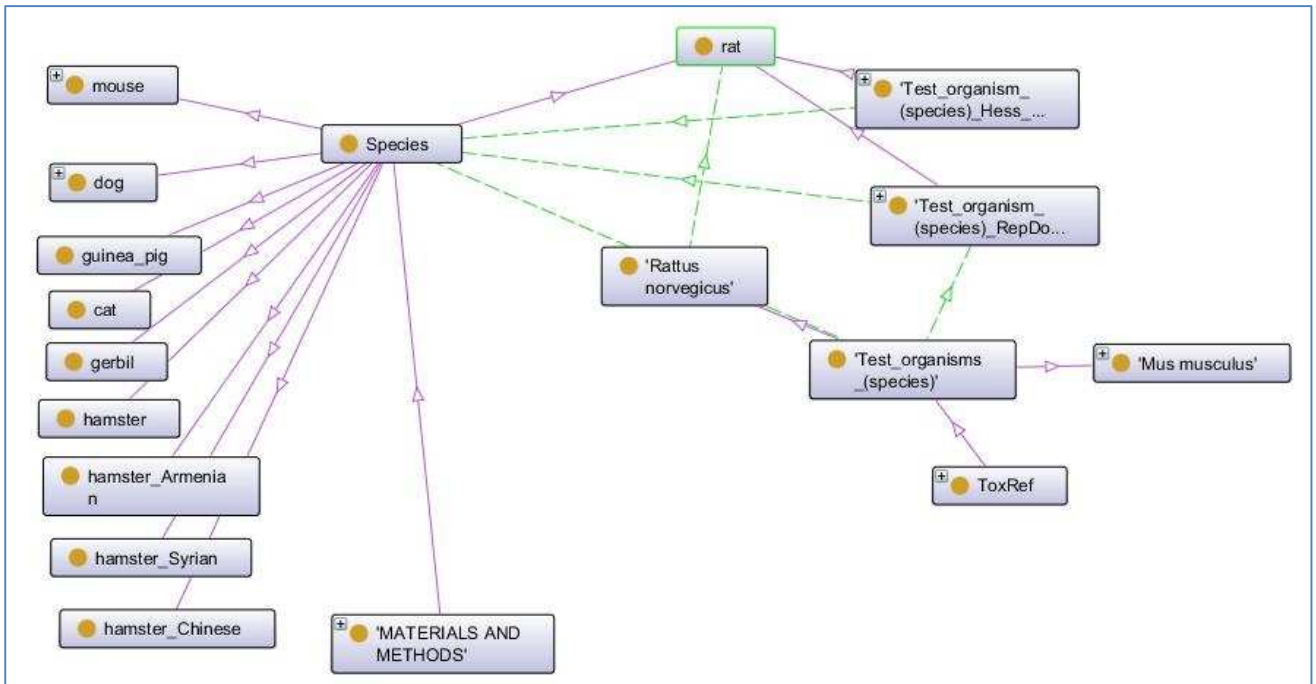 rat
mouse
'Test_organism_
(species)_Hess_...
Species
dog
'Test_organism_
(species)_RepDo...
guinea_pig
'Rattus
norvegicus'
cat
gerbil
'Test_organisms
_(species)'
'Mus musculus'
hamster
hamster_Armenia
n
ToxRef
hamster_Syrian
hamster_Chinese
'MATERIALS AND
METHODS'